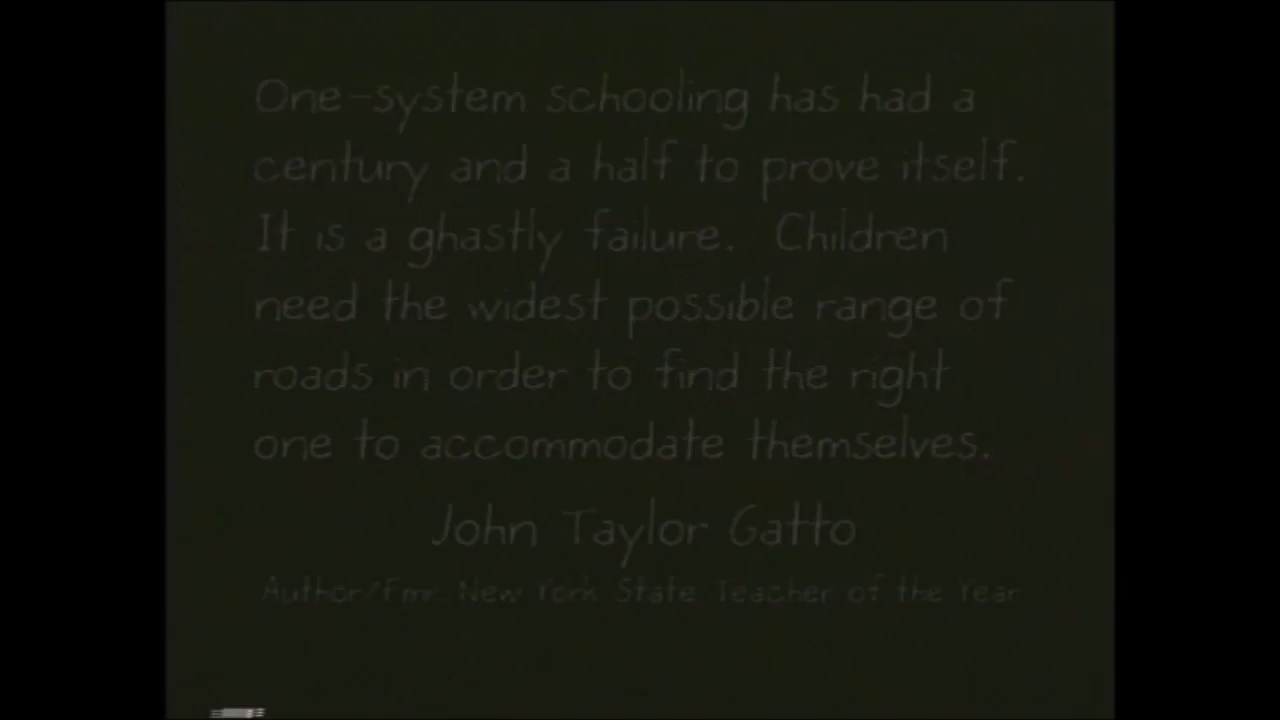 One-system schooling has had a
century and a half to prove itself.
It is a ghastly failure.  Children
need the widest possible range of
roads in order to find the right
one to accommodate themselves.
John Taylor Gatto
Author/Fmr. New York State Teacher of the Year